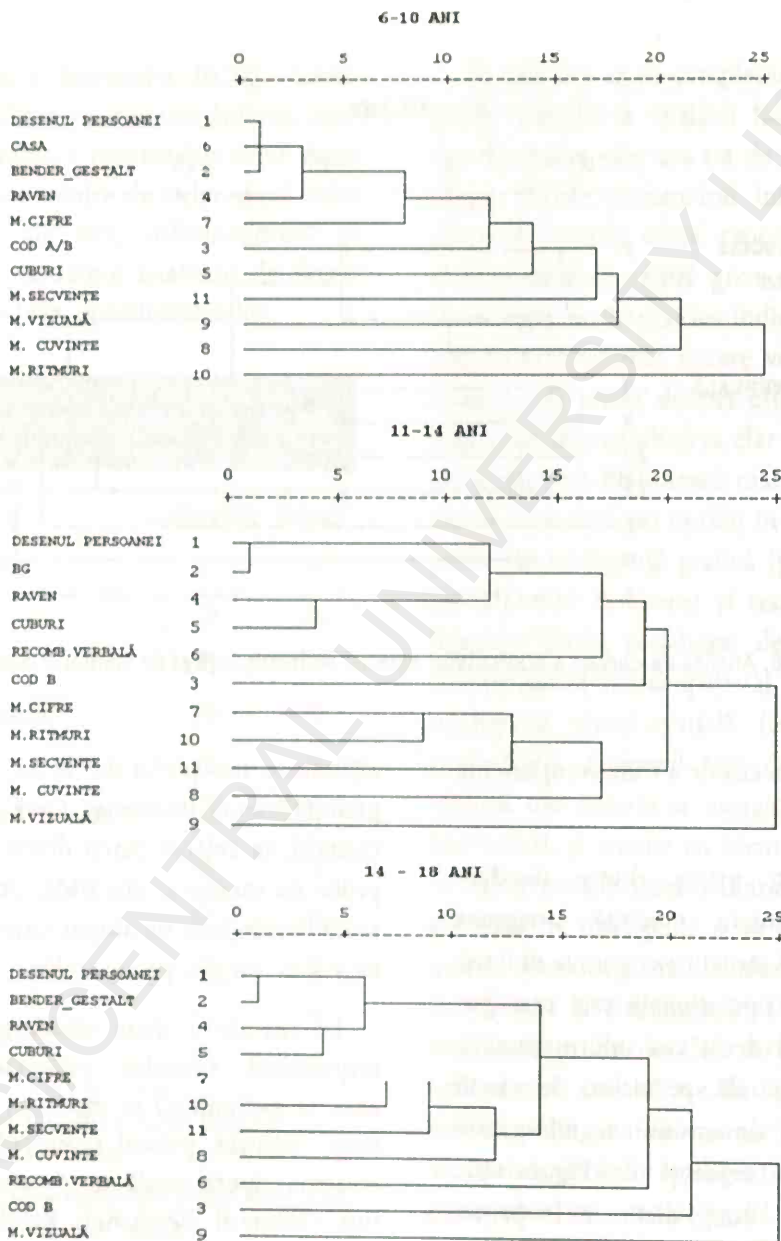 6-10 ANI
0 5 10 15 20 25
DESENUL PERSOANEI 1
CASA 6
BENDER_GESTALT 2
RAVEN 4
M.CIFRE 7
COD A/B 3
CUBURI 5
M.SECVENȚE 11
M.VIZUALĂ 9
M. CUVINTE 8
M.RITMURI 10
11-14 ANI
0 5 10 15 20 25
DESENUL PERSOANEI 1
BG 2
RAVEN 4
CUBURI 5
RECOMB.VERBALĂ 6
COD B 3
M.CIFRE 7
M.RITMURI 10
M.SECVENȚE 11
M. CUVINTE 8
M.VIZUALĂ 9
14 - 18 ANI
0 5 10 15 20 25
DESENUL PERSOANEI 1
BENDER_GESTALT 2
RAVEN 4
CUBURI 5
M.CIFRE 7
M.RITMURI 10
M.SECVENȚE 11
M. CUVINTE 8
RECOMB.VERBALĂ 6
COD B 3
M.VIZUALĂ 9
CENTRAL UNIVERSITY